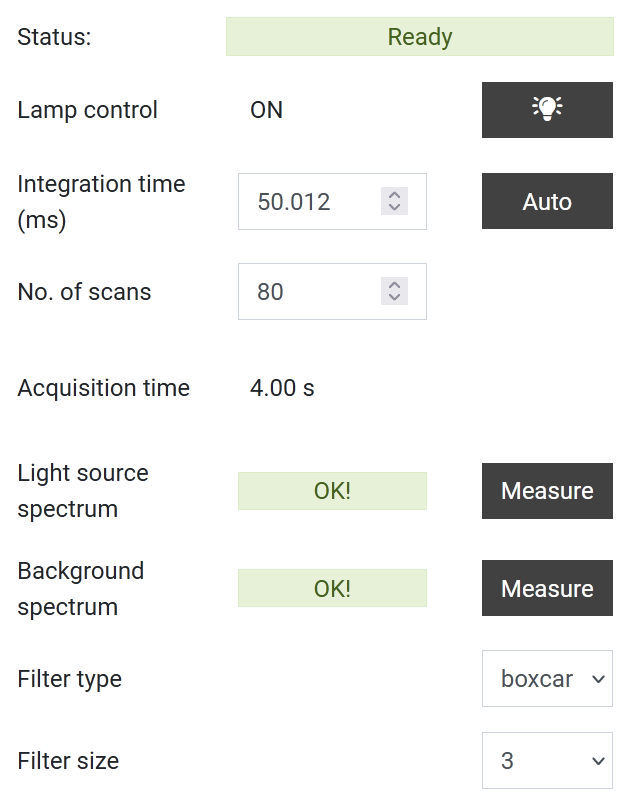 Status:
Ready
Lamp control
ON
Integration time
(ms)
50.012
Auto
No. of scans
80
Acquisition time
4.00 s
Light source
spectrum
OK!
Measure
Background
spectrum
OK!
Measure
Filter type
boxcar
Filter size
3